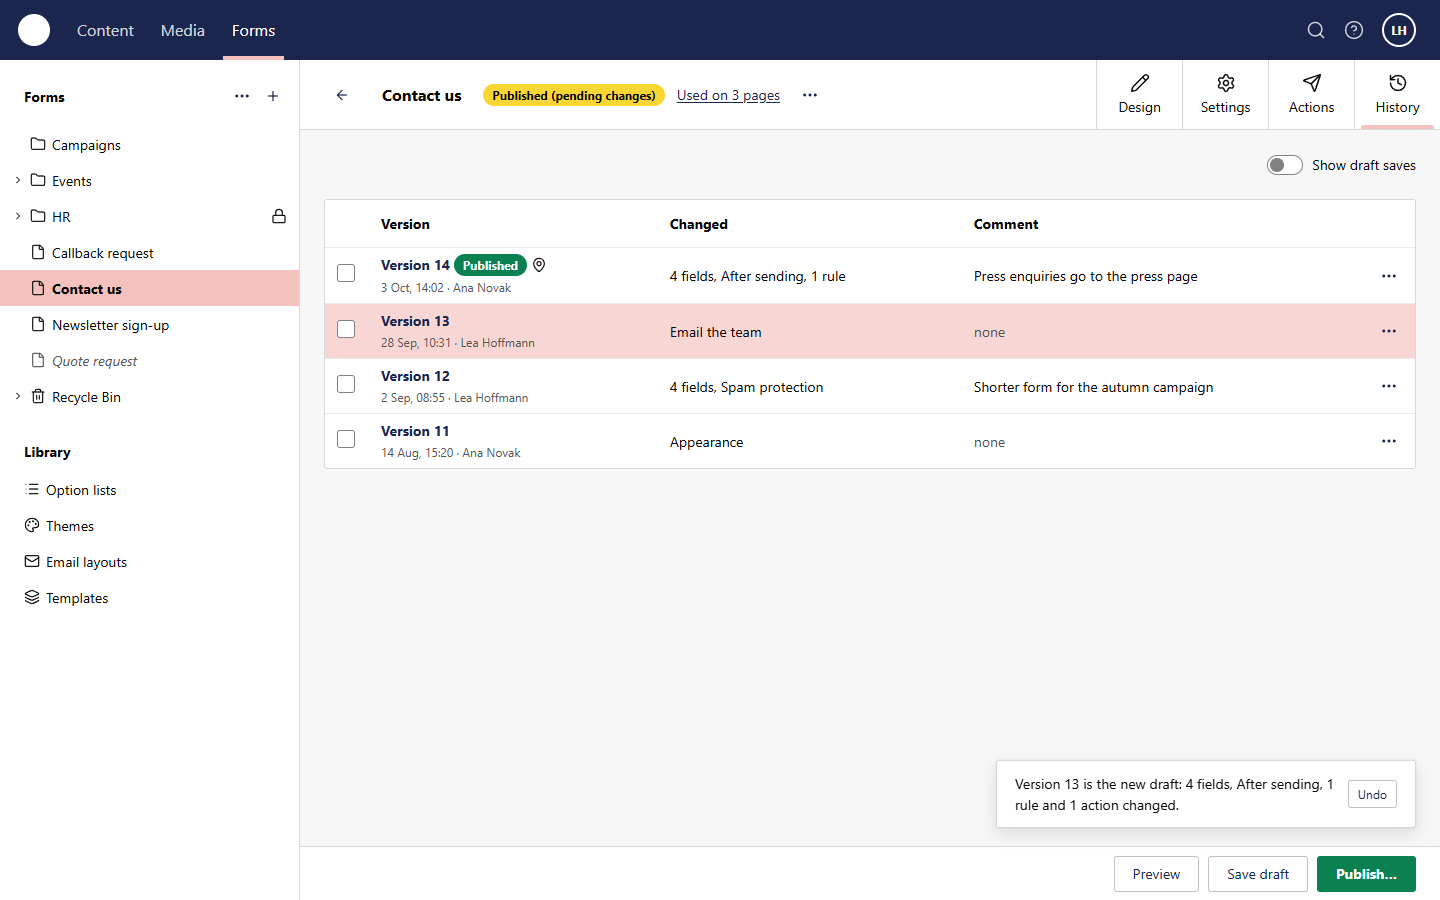 Content
Media
Forms
LH
Forms
Campaigns
Events
HR
Callback request
Contact us
Newsletter sign-up
Quote request
Recycle Bin
Library
Option lists
Themes
Email layouts
Templates
Contact us
Published (pending changes)
Used on 3 pages
Design
Settings
Actions
History
Show draft saves
Version
Changed
Comment
Version 14 Published
3 Oct, 14:02 · Ana Novak
4 fields, After sending, 1 rule
Press enquiries go to the press page
Version 13
28 Sep, 10:31 · Lea Hoffmann
Email the team
none
Version 12
2 Sep, 08:55 · Lea Hoffmann
4 fields, Spam protection
Shorter form for the autumn campaign
Version 11
14 Aug, 15:20 · Ana Novak
Appearance
none
Version 13 is the new draft: 4 fields, After sending, 1
rule and 1 action changed.
Undo
Preview
Save draft
Publish...